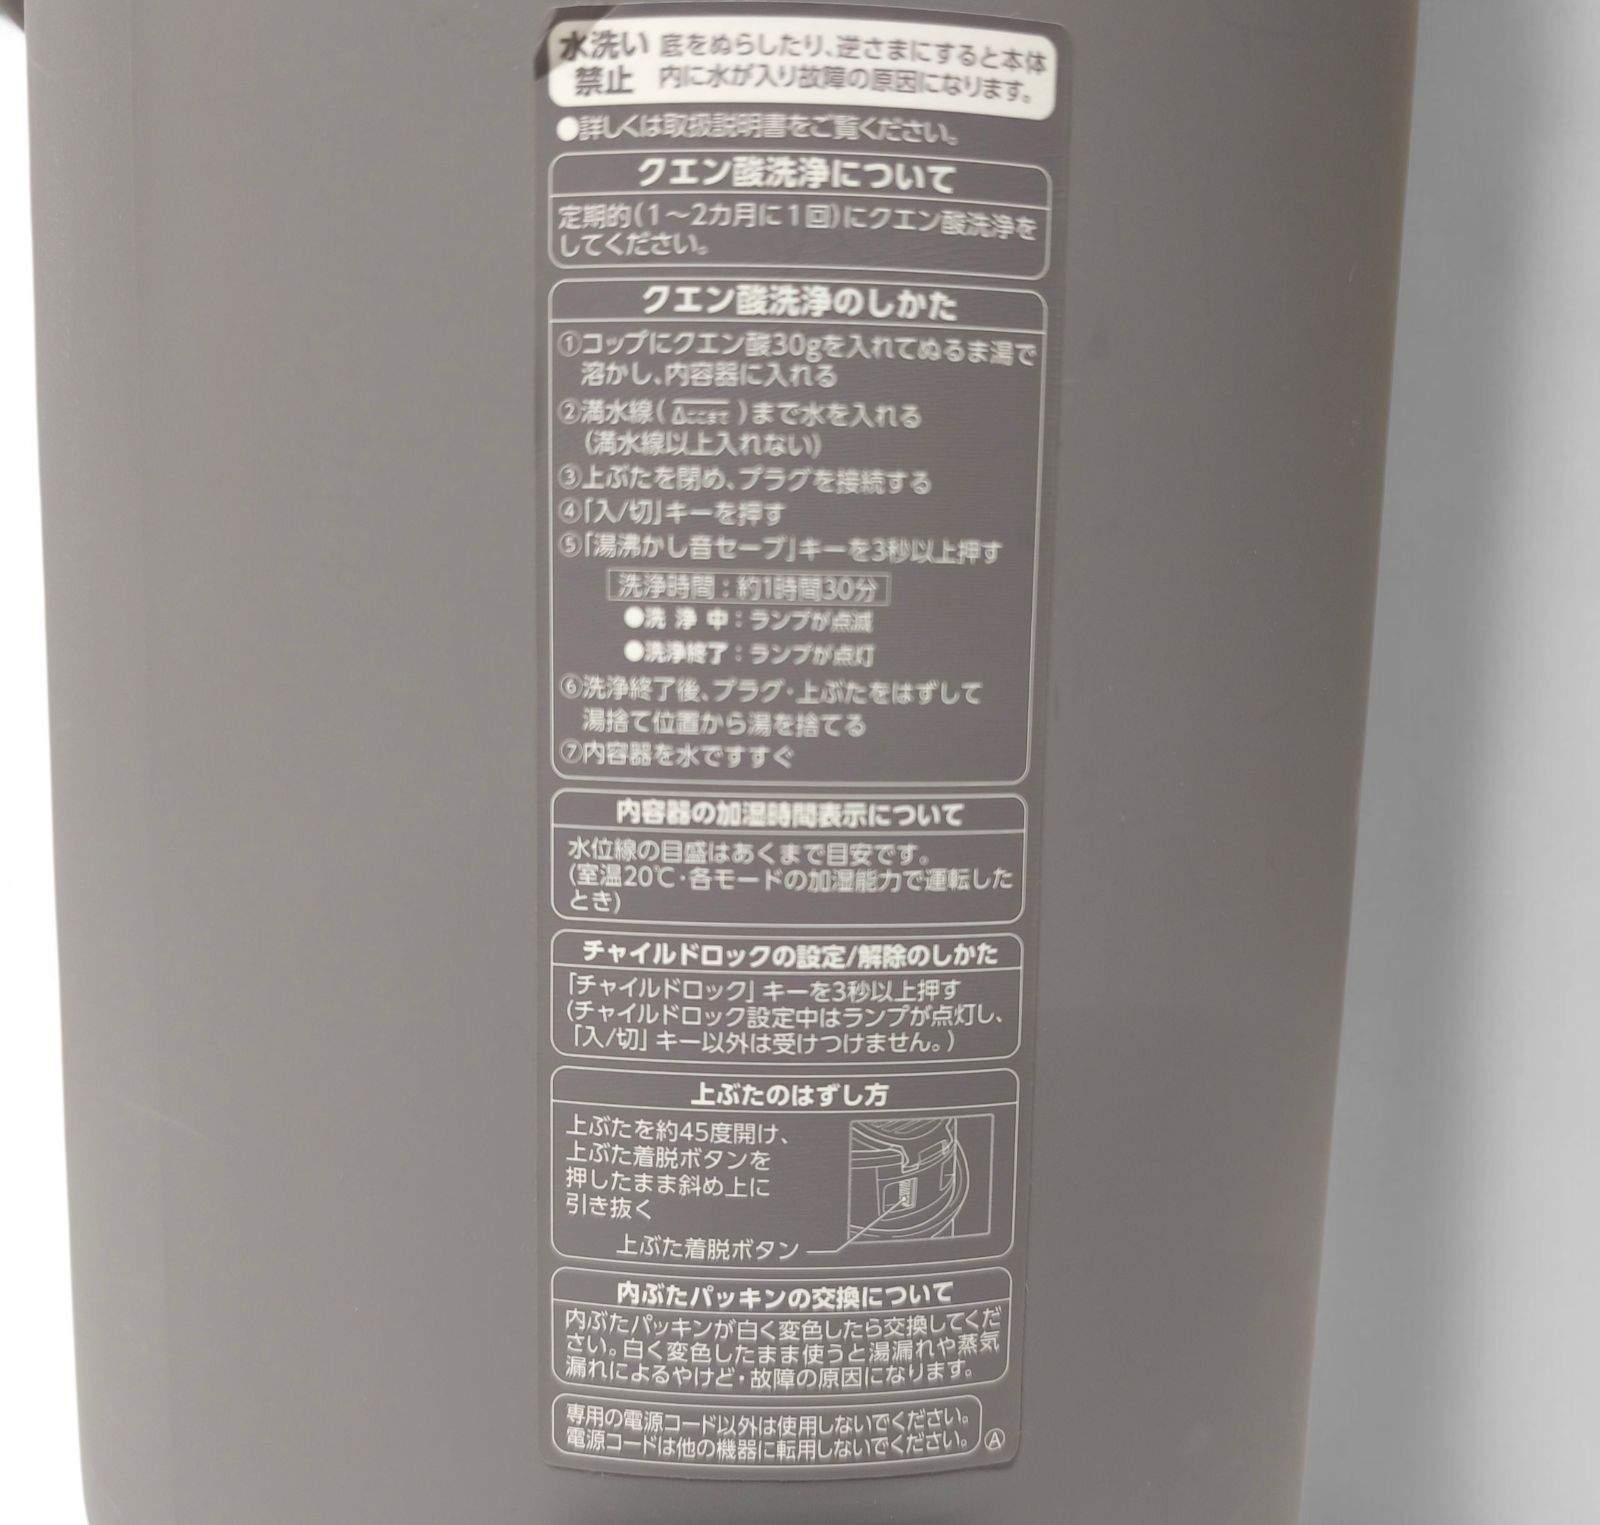 水洗い 底をぬらしたり、逆さまにすると本体
禁止 内に水が入り故障の原因になります。
●詳しくは取扱説明書をご覧ください。
クエン酸洗浄について
定期的(1～2カ月に1回)にクエン酸洗浄を
してください。
クエン酸洗浄のしかた
①コップにクエン酸30gを入れてぬるま湯で
溶かし、内容器に入れる
②満水線(△ここまで)まで水を入れる
(満水線以上入れない)
③上ぶたを閉め、プラグを接続する
④「入/切」キーを押す
⑤「湯沸かし音セーブ」キーを3秒以上押す
洗浄時間：約1時間30分
●洗浄中：ランプが点滅
●洗浄終了：ランプが点灯
⑥洗浄終了後、プラグ・上ぶたをはずして
湯捨て位置から湯を捨てる
⑦内容器を水ですすぐ
内容器の加湿時間表示について
水位線の目盛はあくまで目安です。
(室温20℃・各モードの加湿能力で運転した
とき)
チャイルドロックの設定/解除のしかた
「チャイルドロック」キーを3秒以上押す
(チャイルドロック設定中はランプが点灯し、
「入/切」キー以外は受けつけません。)
上ぶたのはずし方
上ぶたを約45度開け、
上ぶた着脱ボタンを
押したまま斜め上に
引き抜く
上ぶた着脱ボタン
内ぶたパッキンの交換について
内ぶたパッキンが白く変色したら交換してくだ
さい。白く変色したまま使うと湯漏れや蒸気
漏れによるやけど・故障の原因になります。
専用の電源コード以外は使用しないでください。
電源コードは他の機器に転用しないでください。 Ⓐ